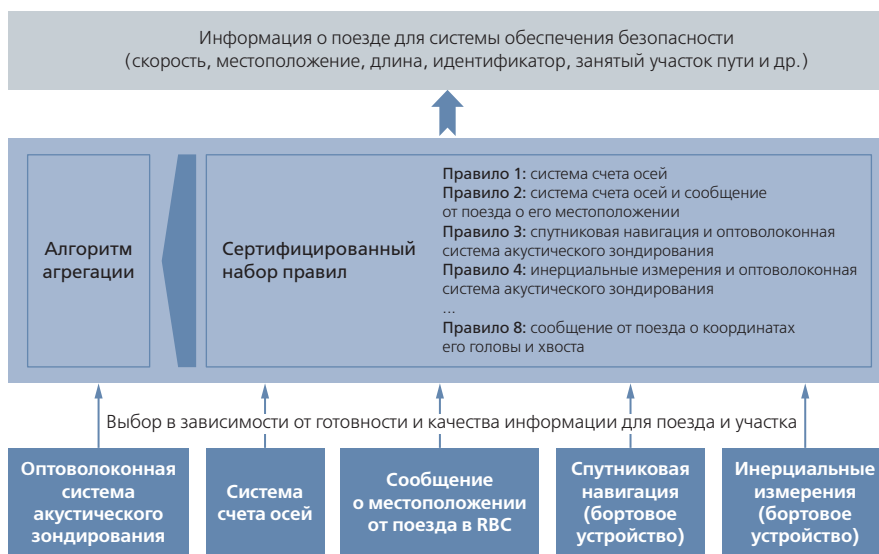 Информация о поезде для системы обеспечения безопасности
(скорость, местоположение, длина, идентификатор, занятый участок пути и др.)
Алгоритм
агрегации
Сертифицированный
набор правил
Правило 1: система счета осей
Правило 2: система счета осей и сообщение
от поезда о его местоположении
Правило 3: спутниковая навигация и оптоволоконная
система акустического зондирования
Правило 4: инерциальные измерения и оптоволоконная
система акустического зондирования
...
Правило 8: сообщение от поезда о координатах
его головы и хвоста
Выбор в зависимости от готовности и качества информации для поезда и участка
Оптоволоконная
система
акустического
зондирования
Система
счета осей
Сообщение
о местоположении
от поезда в RBC
Спутниковая
навигация
(бортовое
устройство)
Инерциальные
измерения
(бортовое
устройство)